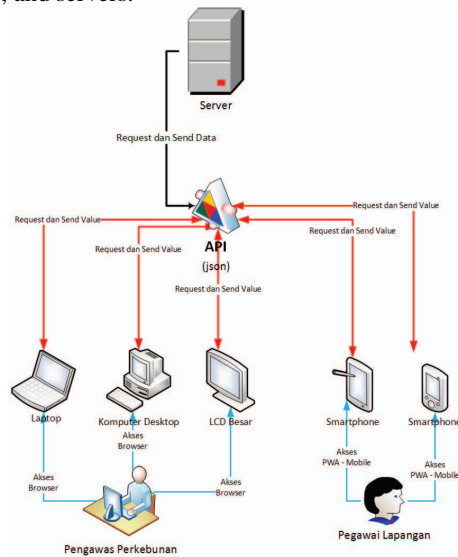 , and servers.
Server
Request dan Send Data
API
(json)
Request dan Send Value
Request dan Send Value
Request dan Send Value
Request dan Send Value
Request dan Send Value
Laptop
Komputer Desktop
LCD Besar
Smartphone
Smartphone
Akses
Browser
Akses
Browser
Akses
Browser
Akses
PWA - Mobile
Akses
PWA - Mobile
Pengawas Perkebunan
Pegawai Lapangan